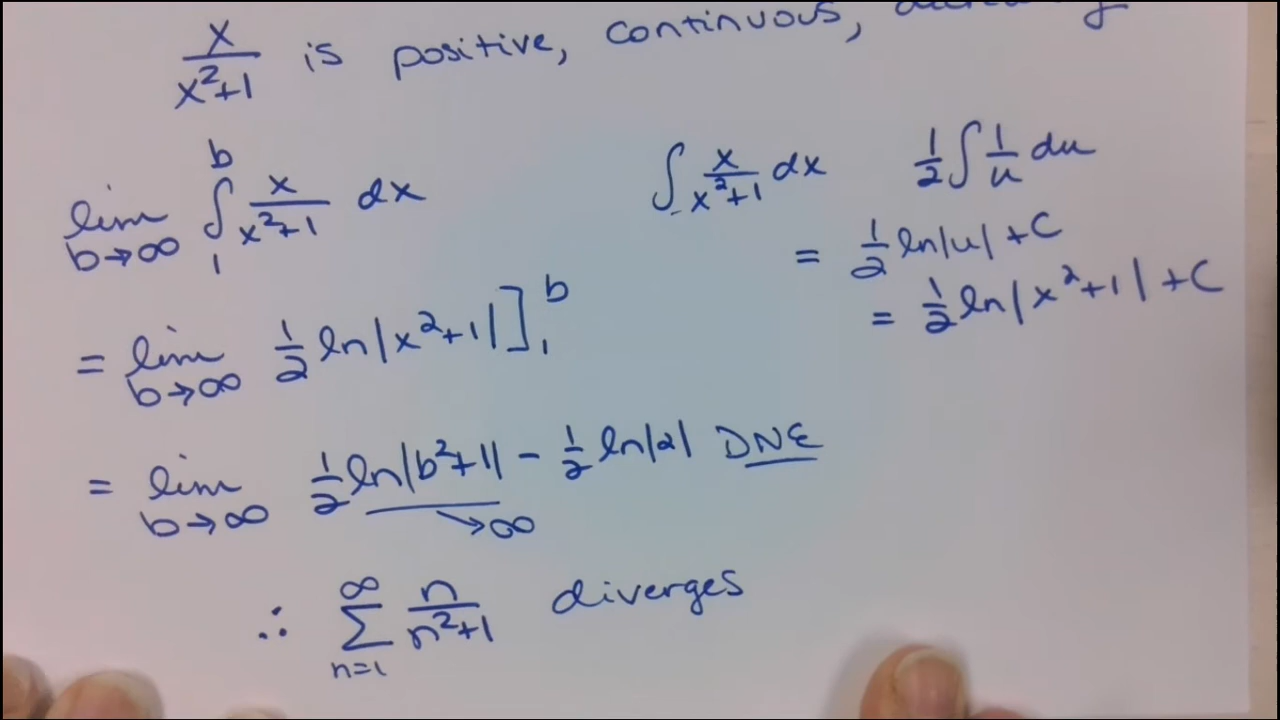 x/(x²+1) is positive, continuous,
lim b→∞ ∫₁ᵇ x/(x²+1) dx
= lim b→∞ ½ ln|x²+1| ]₁ᵇ
= lim b→∞ ½ ln|b²+1| - ½ ln|2| DNE
→∞
∴ ∑ n=1 ∞ n/(n²+1) diverges
∫ x/(x²+1) dx ½ ∫ 1/u du
= ½ ln|u| + C
= ½ ln|x²+1| + C